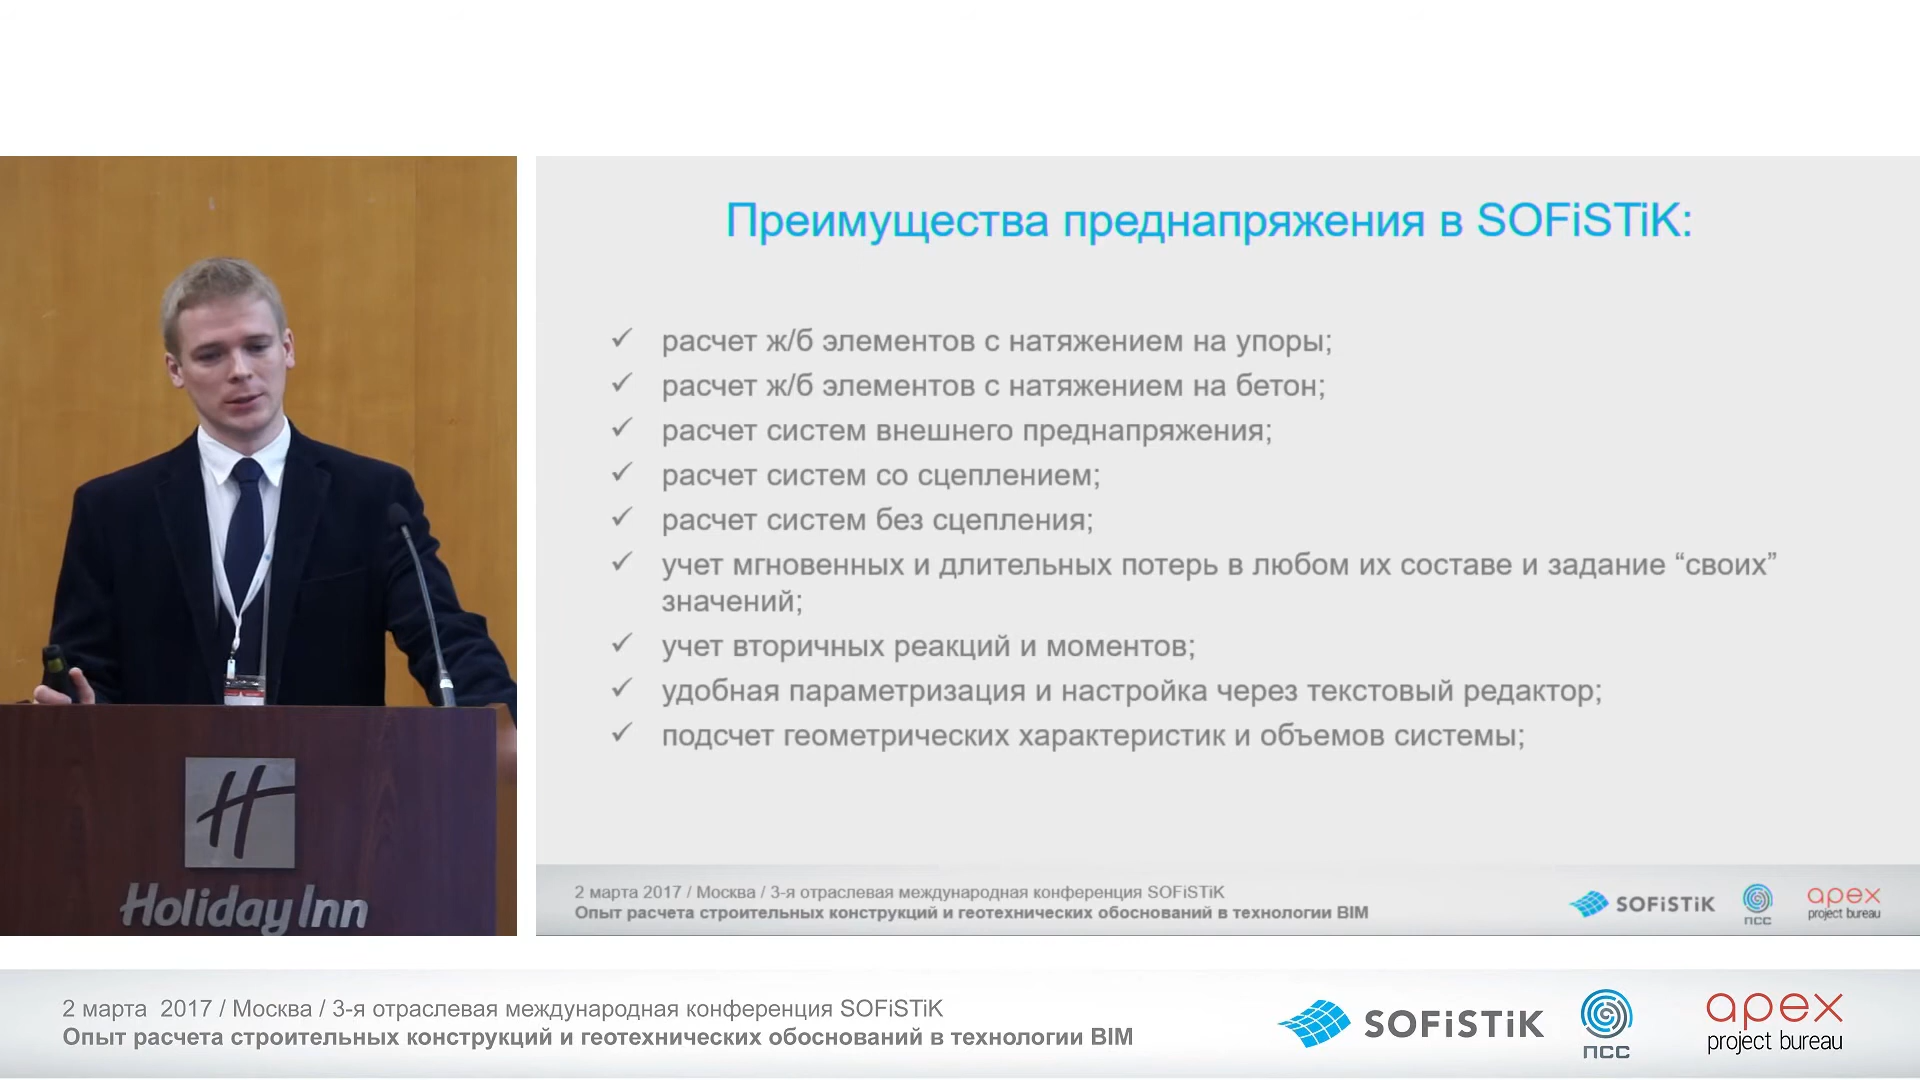 Преимущества преднапряжения в SOFiSTiK:
расчет ж/б элементов с натяжением на упоры;
расчет ж/б элементов с натяжением на бетон;
расчет систем внешнего преднапряжения;
расчет систем со сцеплением;
расчет систем без сцепления;
учет мгновенных и длительных потерь в любом их составе и задание “своих”
значений;
учет вторичных реакций и моментов;
удобная параметризация и настройка через текстовый редактор;
подсчет геометрических характеристик и объемов системы;
2 марта 2017 / Москва / 3-я отраслевая международная конференция SOFiSTiK
Опыт расчета строительных конструкций и геотехнических обоснований в технологии BIM
SOFiSTiK
ПСС
apex
project bureau
H
Holiday Inn
2 марта 2017 / Москва / 3-я отраслевая международная конференция SOFiSTiK
Опыт расчета строительных конструкций и геотехнических обоснований в технологии BIM
SOFiSTiK
ПСС
apex
project bureau